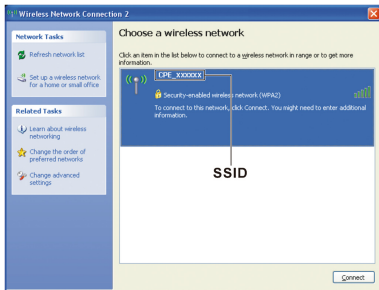 Wireless Network Connection 2
Network Tasks
Refresh network list
Set up a wireless network
for a home or small office
Related Tasks
Learn about wireless
networking
Change the order of
preferred networks
Change advanced
settings
Choose a wireless network
Click an item in the list below to connect to a wireless network in range or to get more
information.
CPE_XXXXXX
Security-enabled wireless network (WPA2)
To connect to this network, click Connect. You might need to enter additional
information.
SSID
Connect